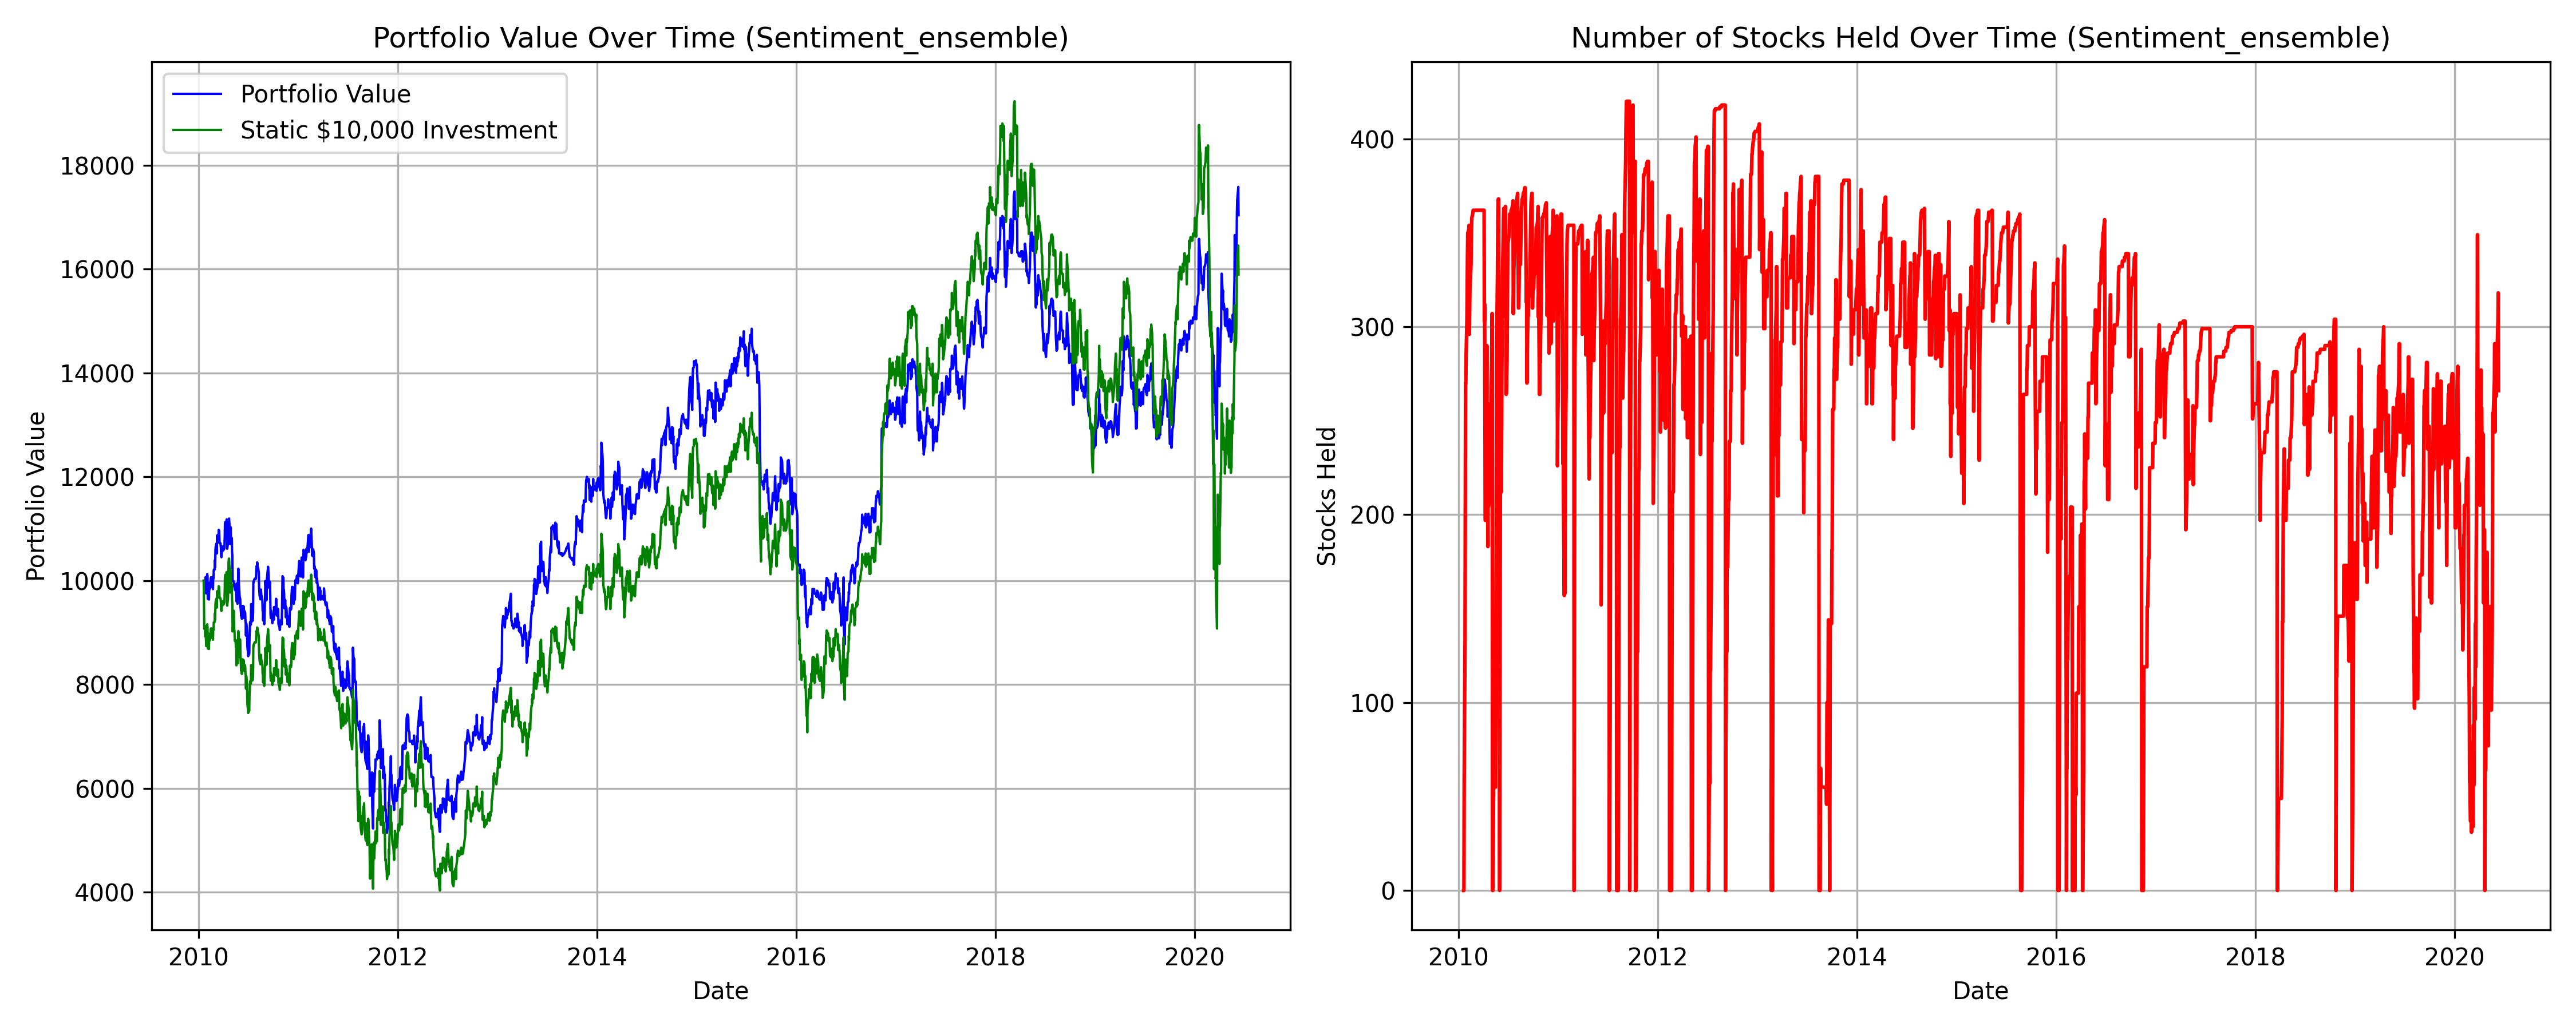 Portfolio Value Over Time (Sentiment_ensemble)
Portfolio Value
Static $10,000 Investment
Portfolio Value
18000
16000
14000
12000
10000
8000
6000
4000
2010 2012 2014 2016 2018 2020
Date
Number of Stocks Held Over Time (Sentiment_ensemble)
Stocks Held
400
300
200
100
0
2010 2012 2014 2016 2018 2020
Date